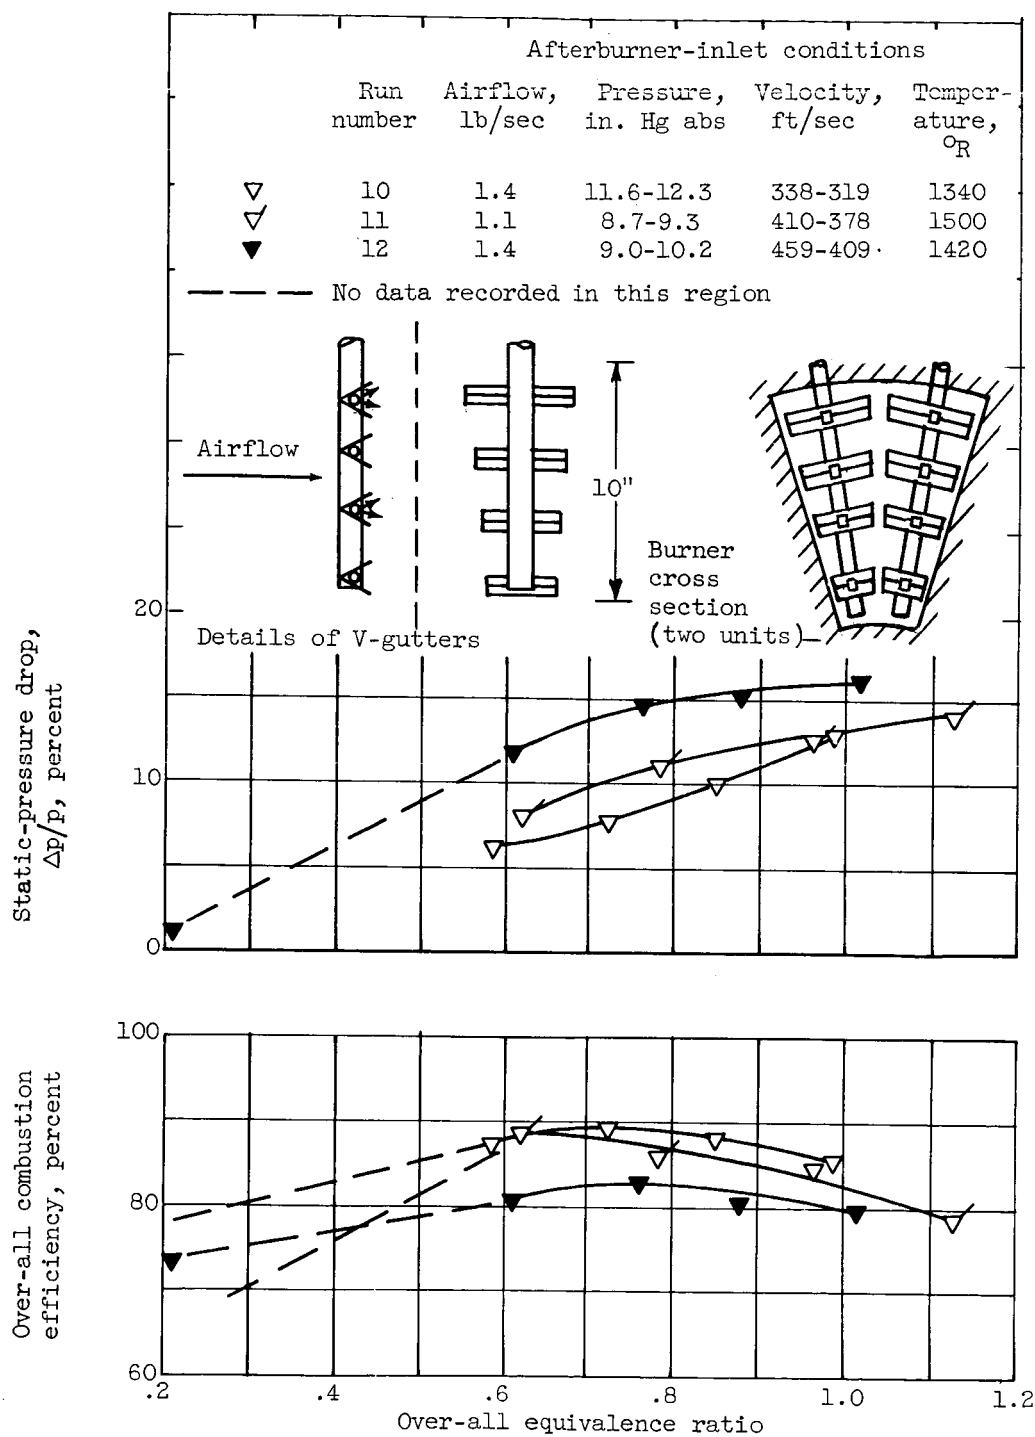 Afterburner-inlet conditions
Run number Airflow, lb/sec Pressure, in. Hg abs Velocity, ft/sec Temper-ature, °R
10 1.4 11.6-12.3 338-319 1340
11 1.1 8.7-9.3 410-378 1500
12 1.4 9.0-10.2 459-409 1420
No data recorded in this region
Airflow
10"
Burner
cross
section
(two units)
Details of V-gutters
Static-pressure drop,
Δp/p, percent
20
10
0
Over-all combustion
efficiency, percent
100
80
60
.2 .4 .6 .8 1.0 1.2
Over-all equivalence ratio